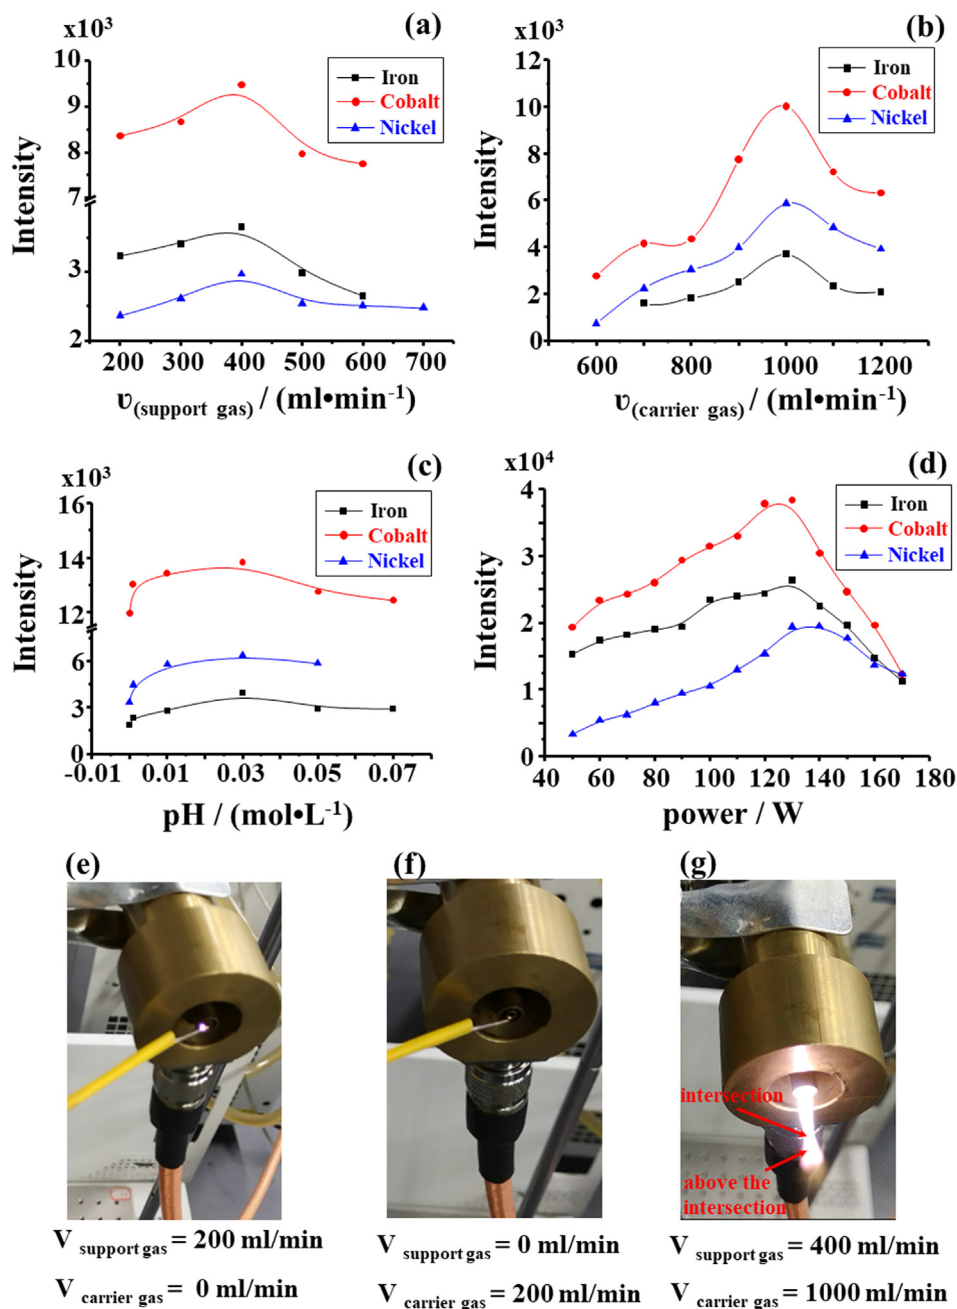 x10³
(a)
10
9
8
7
3
2
Intensity
Iron
Cobalt
Nickel
200 300 400 500 600 700
υ(support gas) / (ml•min⁻¹)
x10³
(b)
12
10
8
6
4
2
0
Intensity
Iron
Cobalt
Nickel
600 800 1000 1200
υ(carrier gas) / (ml•min⁻¹)
x10³
(c)
16
14
12
6
3
0
Intensity
Iron
Cobalt
Nickel
-0.01 0.01 0.03 0.05 0.07
pH / (mol•L⁻¹)
x10⁴
(d)
4
3
2
1
0
Intensity
Iron
Cobalt
Nickel
40 60 80 100 120 140 160 180
power / W
(e)
V support gas = 200 ml/min
V carrier gas = 0 ml/min
(f)
V support gas = 0 ml/min
V carrier gas = 200 ml/min
(g)
intersection
above the
intersection
V support gas = 400 ml/min
V carrier gas = 1000 ml/min